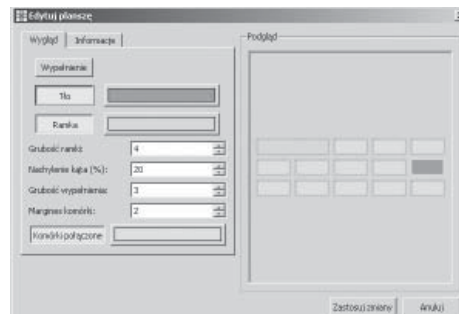 Edytuj planszę
Wygląd
Informacje
Podgląd
Wypełnienie
Tło
Ramka
Grubość ramki: 4
Nachylenie kąta (%): 20
Grubość wypełnienia: 3
Margines komórki: 2
Komórki połączone
Zastosuj zmiany
Anuluj